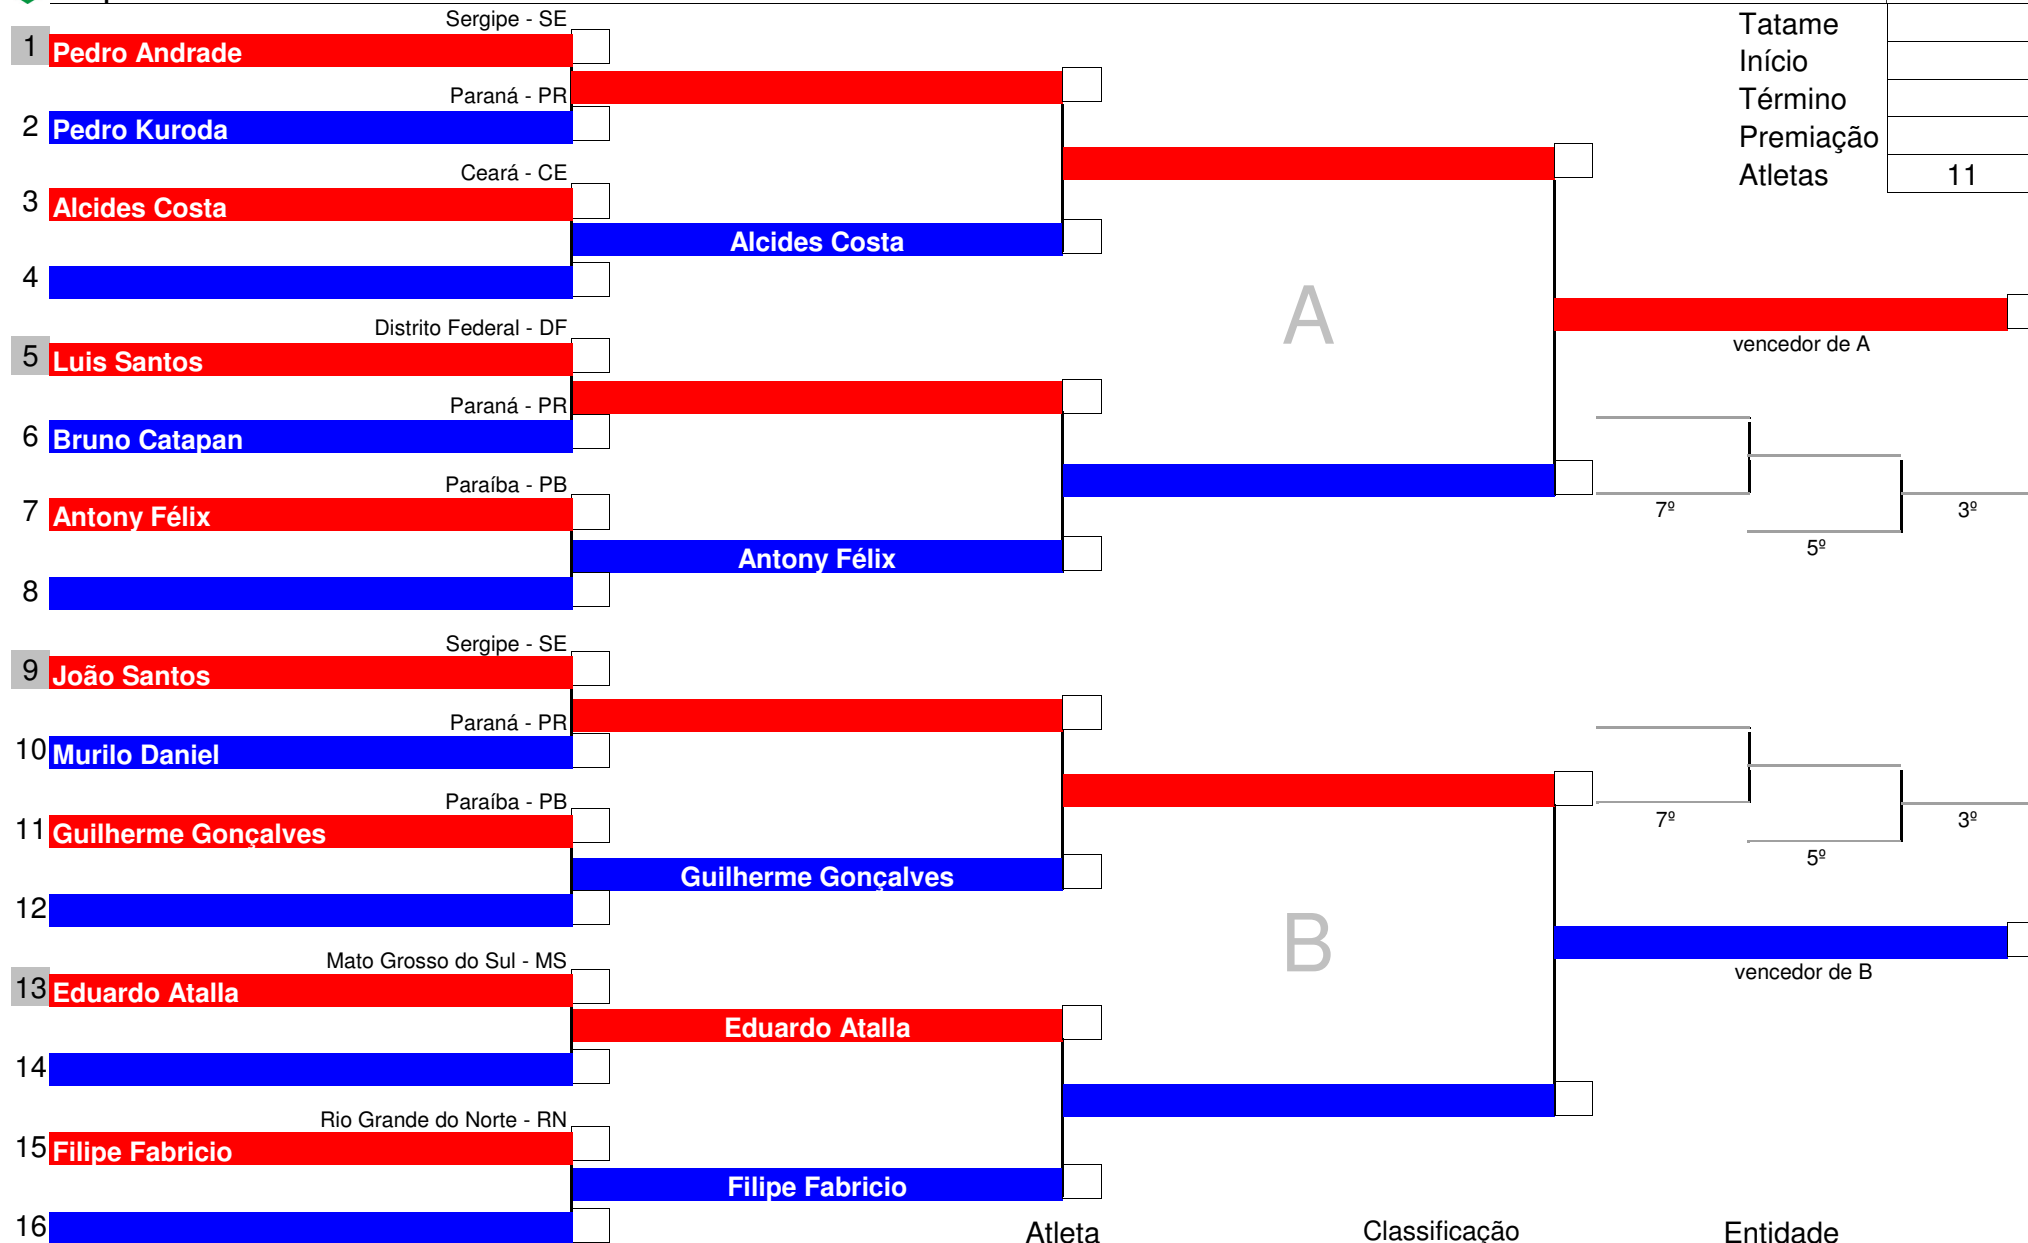 Sergipe - SE
Tatame
1 Pedro Andrade
Início
Paraná - PR
Término
2 Pedro Kuroda
Premiação
Ceará - CE
Atletas 11
3 Alcides Costa
Alcides Costa
4
A
Distrito Federal - DF
vencedor de A
5 Luis Santos
Paraná - PR
6 Bruno Catapan
Paraíba - PB
7 Antony Félix
7º 3º
5º
Antony Félix
8
Sergipe - SE
9 João Santos
Paraná - PR
10 Murilo Daniel
Paraíba - PB
11 Guilherme Gonçalves
7º 3º
5º
Guilherme Gonçalves
12
B
Mato Grosso do Sul - MS
vencedor de B
13 Eduardo Atalla
Eduardo Atalla
14
Rio Grande do Norte - RN
15 Filipe Fabricio
Filipe Fabricio
16
Atleta Classificação Entidade